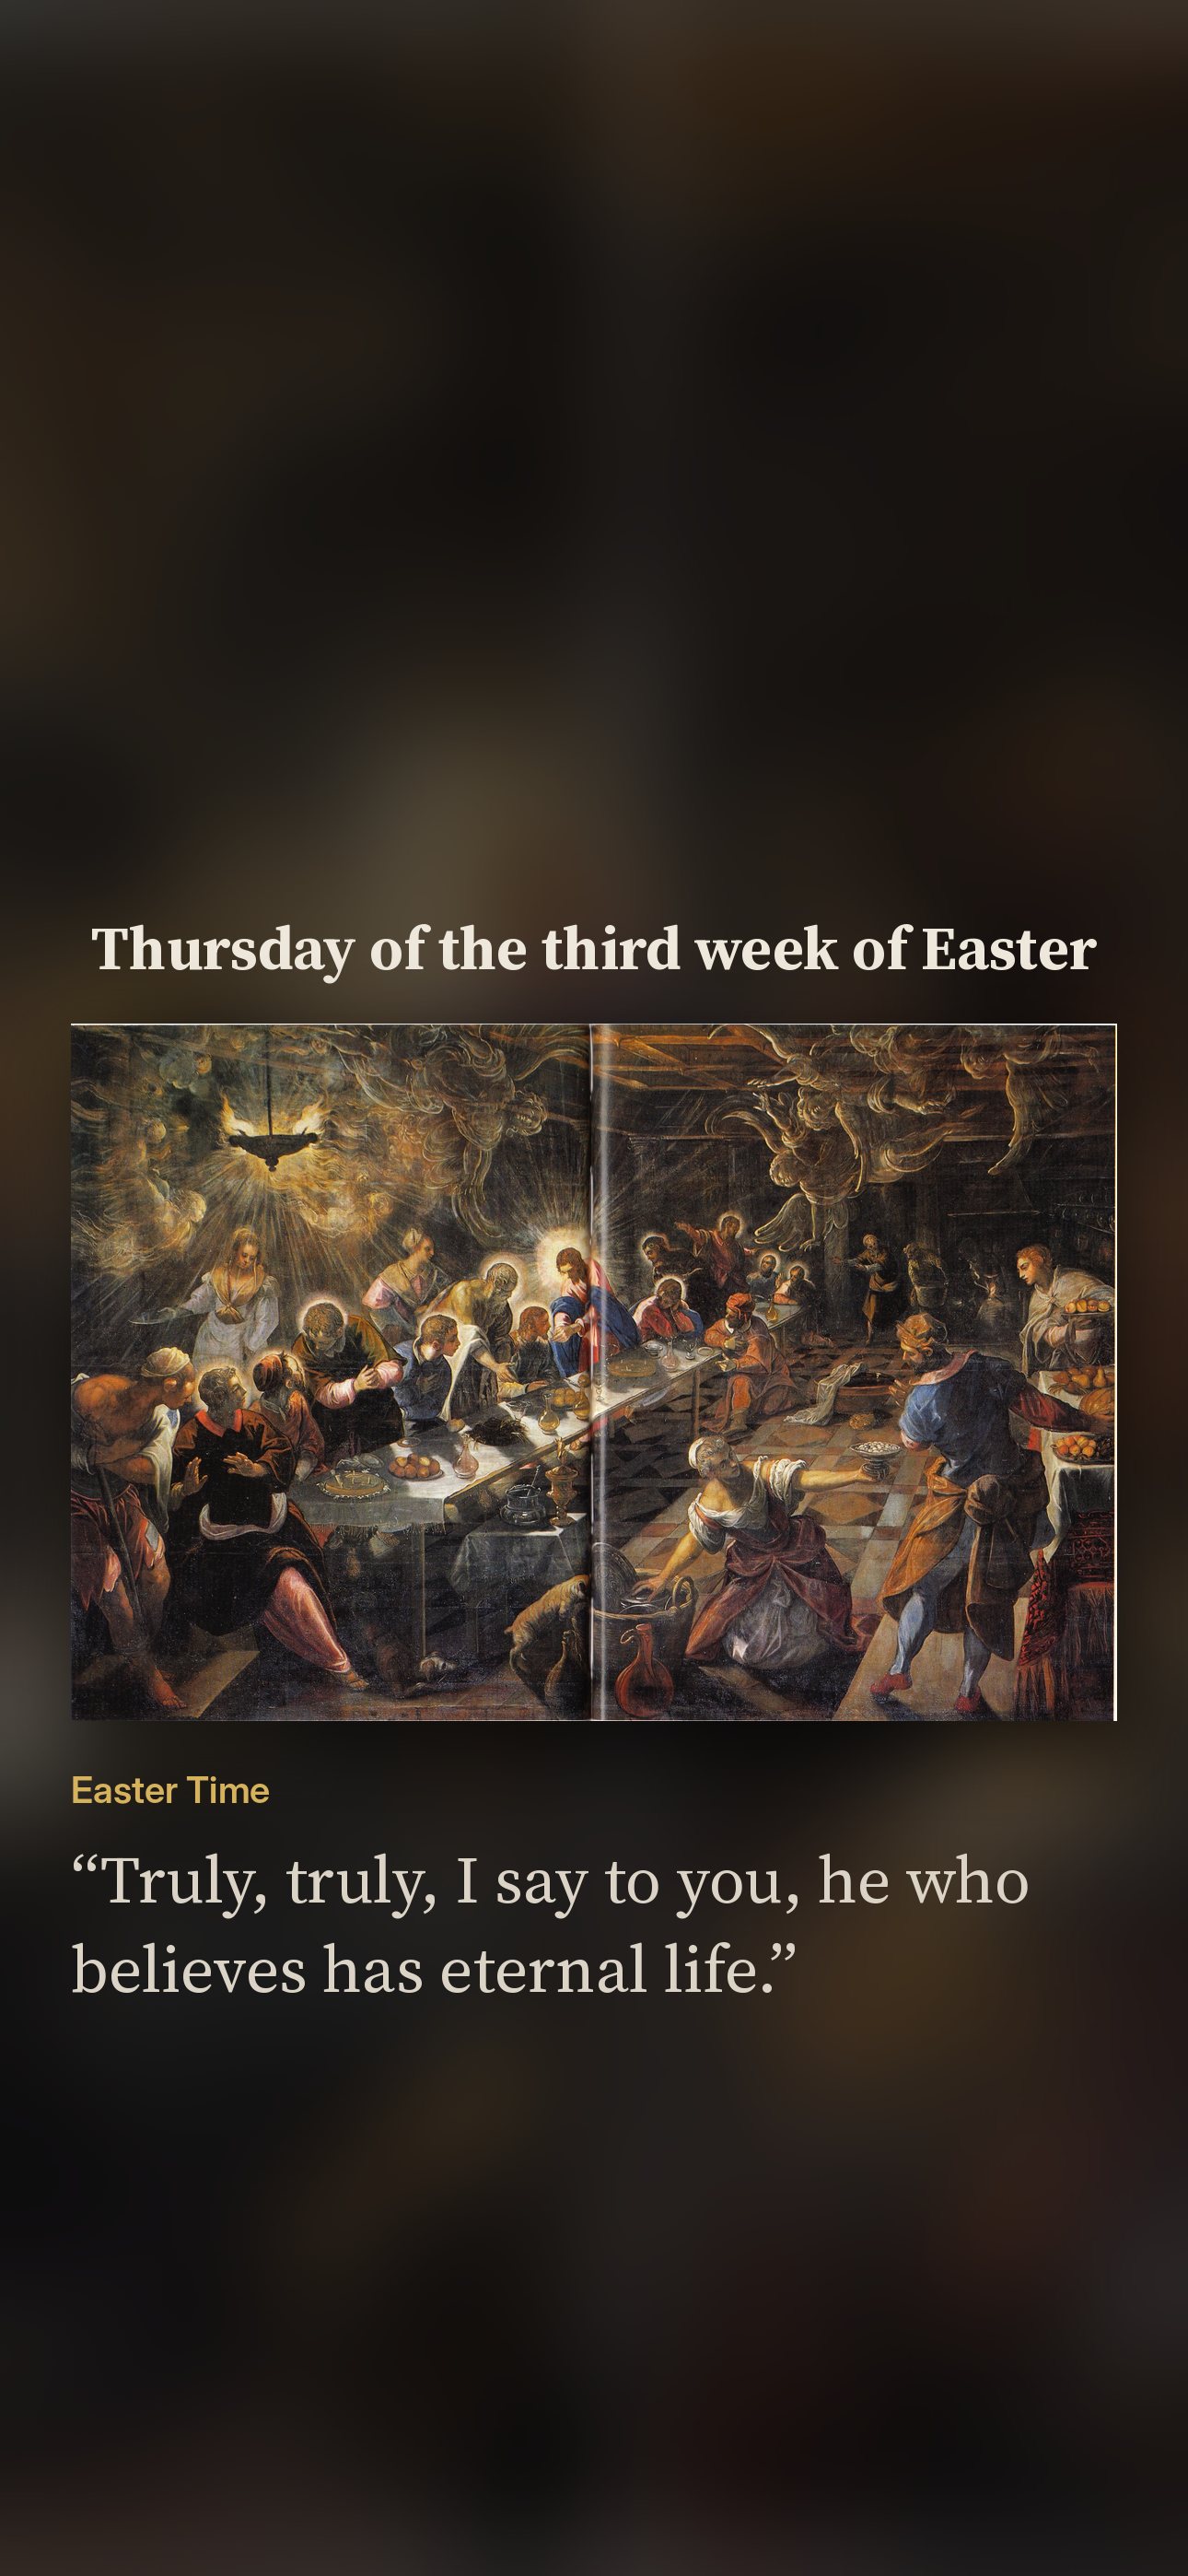 Thursday of the third week of Easter
Easter Time
“Truly, truly, I say to you, he who
believes has eternal life.”